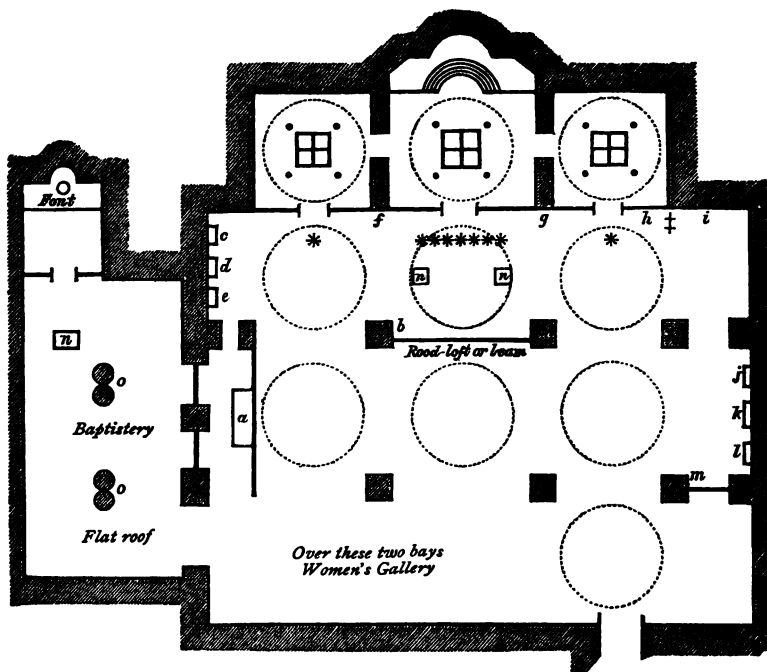 Font
f
g
h
i
c
d
e
n
n
b
Rood-loft or beam
n
o
Baptistery
a
j
k
l
m
o
Flat roof
Over these two bays
Women's Gallery